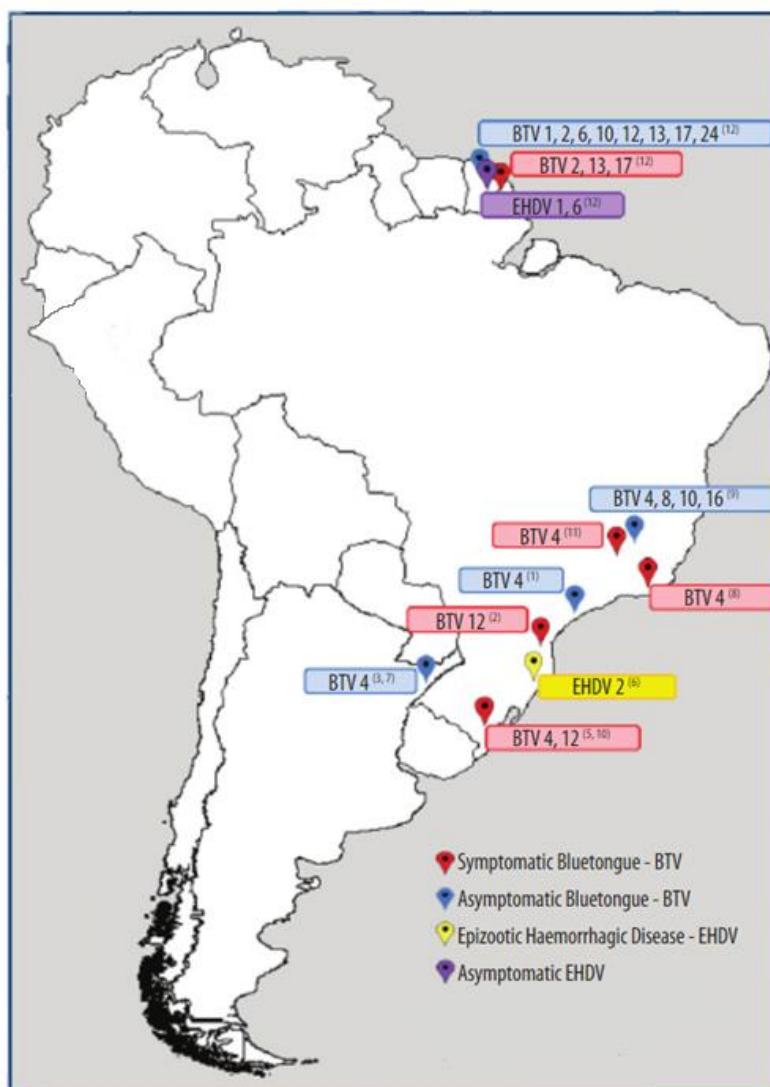 BTV 1, 2, 6, 10, 12, 13, 17, 24 (12)
BTV 2, 13, 17 (12)
EHDV 1, 6 (12)
BTV 4, 8, 10, 16 (9)
BTV 4 (11)
BTV 4 (1)
BTV 4 (8)
BTV 12 (2)
BTV 4 (3, 7)
EHDV 2 (6)
BTV 4, 12 (5, 10)
Symptomatic Bluetongue - BTV
Asymptomatic Bluetongue - BTV
Epizootic Haemorrhagic Disease - EHDV
Asymptomatic EHDV